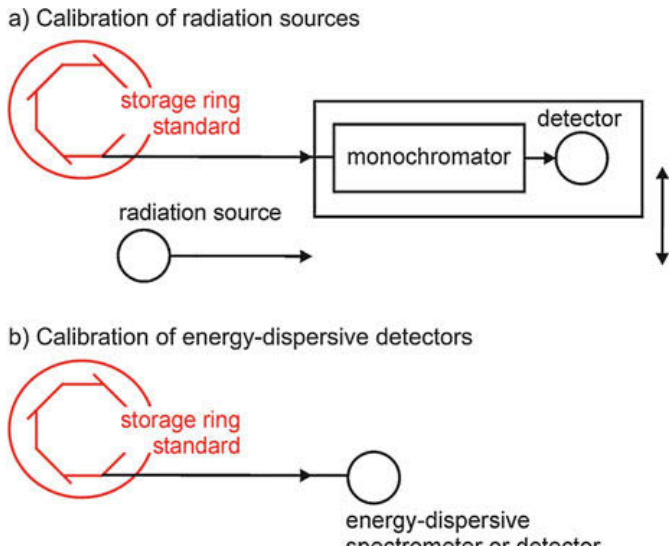 a) Calibration of radiation sources
storage ring
standard
detector
monochromator
radiation source
b) Calibration of energy-dispersive detectors
storage ring
standard
energy-dispersive
spectrometer or detector